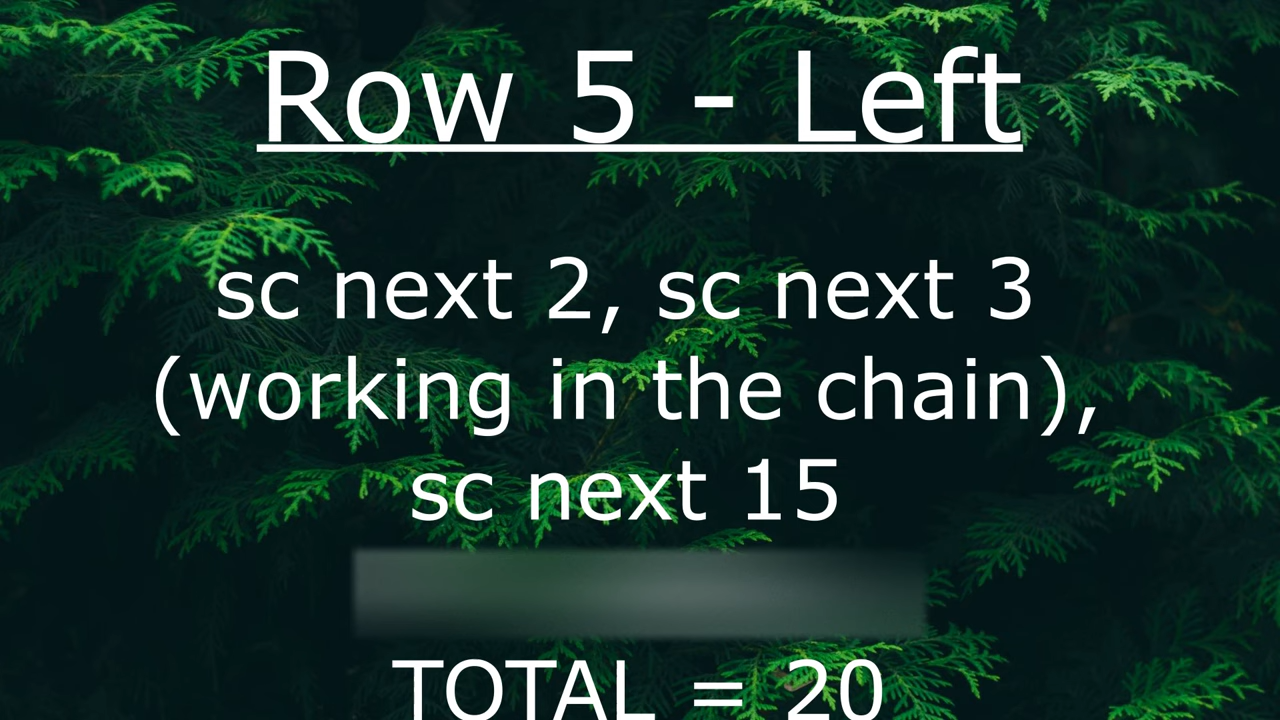 Row 5 - Left
sc next 2, sc next 3
(working in the chain),
sc next 15
TOTAL = 20